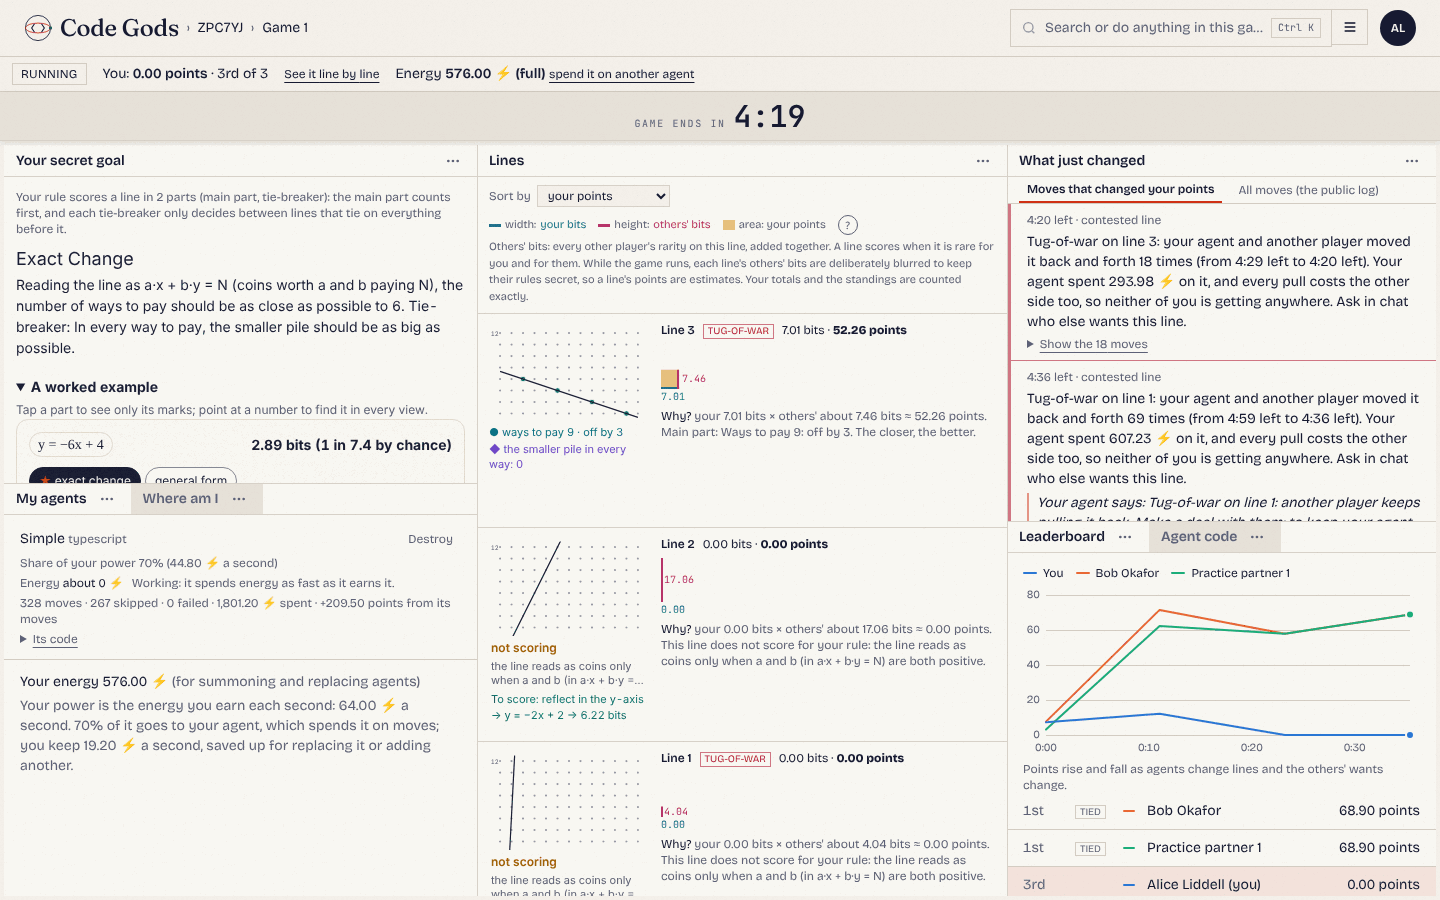 Code Gods › ZPC7YJ › Game 1
Search or do anything in this ga... Ctrl K ☰ AL
RUNNING You: 0.00 points · 3rd of 3 See it line by line Energy 576.00 ⚡ (full) spend it on another agent
GAME ENDS IN 4:19
Your secret goal ···
Your rule scores a line in 2 parts (main part, tie-breaker): the main part counts
first, and each tie-breaker only decides between lines that tie on everything
before it.
Exact Change
Reading the line as a·x + b·y = N (coins worth a and b paying N), the
number of ways to pay should be as close as possible to 6. Tie-
breaker: In every way to pay, the smaller pile should be as big as
possible.
▼ A worked example
Tap a part to see only its marks; point at a number to find it in every view.
y = −6x + 4 2.89 bits (1 in 7.4 by chance)
★ exact change general form
My agents ··· Where am I ···
Simple typescript Destroy
Share of your power 70% (44.80 ⚡ a second)
Energy about 0 ⚡ Working: it spends energy as fast as it earns it.
328 moves · 267 skipped · 0 failed · 1,801.20 ⚡ spent · +209.50 points from its
moves
▶ Its code
Your energy 576.00 ⚡ (for summoning and replacing agents)
Your power is the energy you earn each second: 64.00 ⚡ a
second. 70% of it goes to your agent, which spends it on moves;
you keep 19.20 ⚡ a second, saved up for replacing it or adding
another.
Lines ···
Sort by your points
width: your bits height: others' bits area: your points ?
Others' bits: every other player's rarity on this line, added together. A line scores when it is rare for
you and for them. While the game runs, each line's others' bits are deliberately blurred to keep
their rules secret, so a line's points are estimates. Your totals and the standings are counted
exactly.
12
Line 3 TUG-OF-WAR 7.01 bits · 52.26 points
7.46
7.01
Why? your 7.01 bits × others' about 7.46 bits ≈ 52.26 points.
Main part: Ways to pay 9: off by 3. The closer, the better.
● ways to pay 9 · off by 3
◆ the smaller pile in every
way: 0
12
Line 2 0.00 bits · 0.00 points
17.06
0.00
Why? your 0.00 bits × others' about 17.06 bits ≈ 0.00 points.
This line does not score for your rule: the line reads as
coins only when a and b (in a·x + b·y = N) are both positive.
not scoring
the line reads as coins only
when a and b (in a·x + b·y =...
To score: reflect in the y-axis
→ y = −2x + 2 → 6.22 bits
12
Line 1 TUG-OF-WAR 0.00 bits · 0.00 points
4.04
0.00
Why? your 0.00 bits × others' about 4.04 bits ≈ 0.00 points.
This line does not score for your rule: the line reads as
coins only when a and b (in a·x + b·y = N) are both positive.
not scoring
the line reads as coins only
when a and b (in a·x + b·y =
What just changed ···
Moves that changed your points All moves (the public log)
4:20 left · contested line
Tug-of-war on line 3: your agent and another player moved
it back and forth 18 times (from 4:29 left to 4:20 left). Your
agent spent 293.98 ⚡ on it, and every pull costs the other
side too, so neither of you is getting anywhere. Ask in chat
who else wants this line.
▶ Show the 18 moves
4:36 left · contested line
Tug-of-war on line 1: your agent and another player moved it
back and forth 69 times (from 4:59 left to 4:36 left). Your
agent spent 607.23 ⚡ on it, and every pull costs the other
side too, so neither of you is getting anywhere. Ask in chat
who else wants this line.
Your agent says: Tug-of-war on line 1: another player keeps
pulling it back. Make a deal with them: to keep your agent
Leaderboard ··· Agent code ···
You Bob Okafor Practice partner 1
80
60
40
20
0
0:00 0:10 0:20 0:30
Points rise and fall as agents change lines and the others' wants
change.
1st TIED Bob Okafor 68.90 points
1st TIED Practice partner 1 68.90 points
3rd Alice Liddell (you) 0.00 points